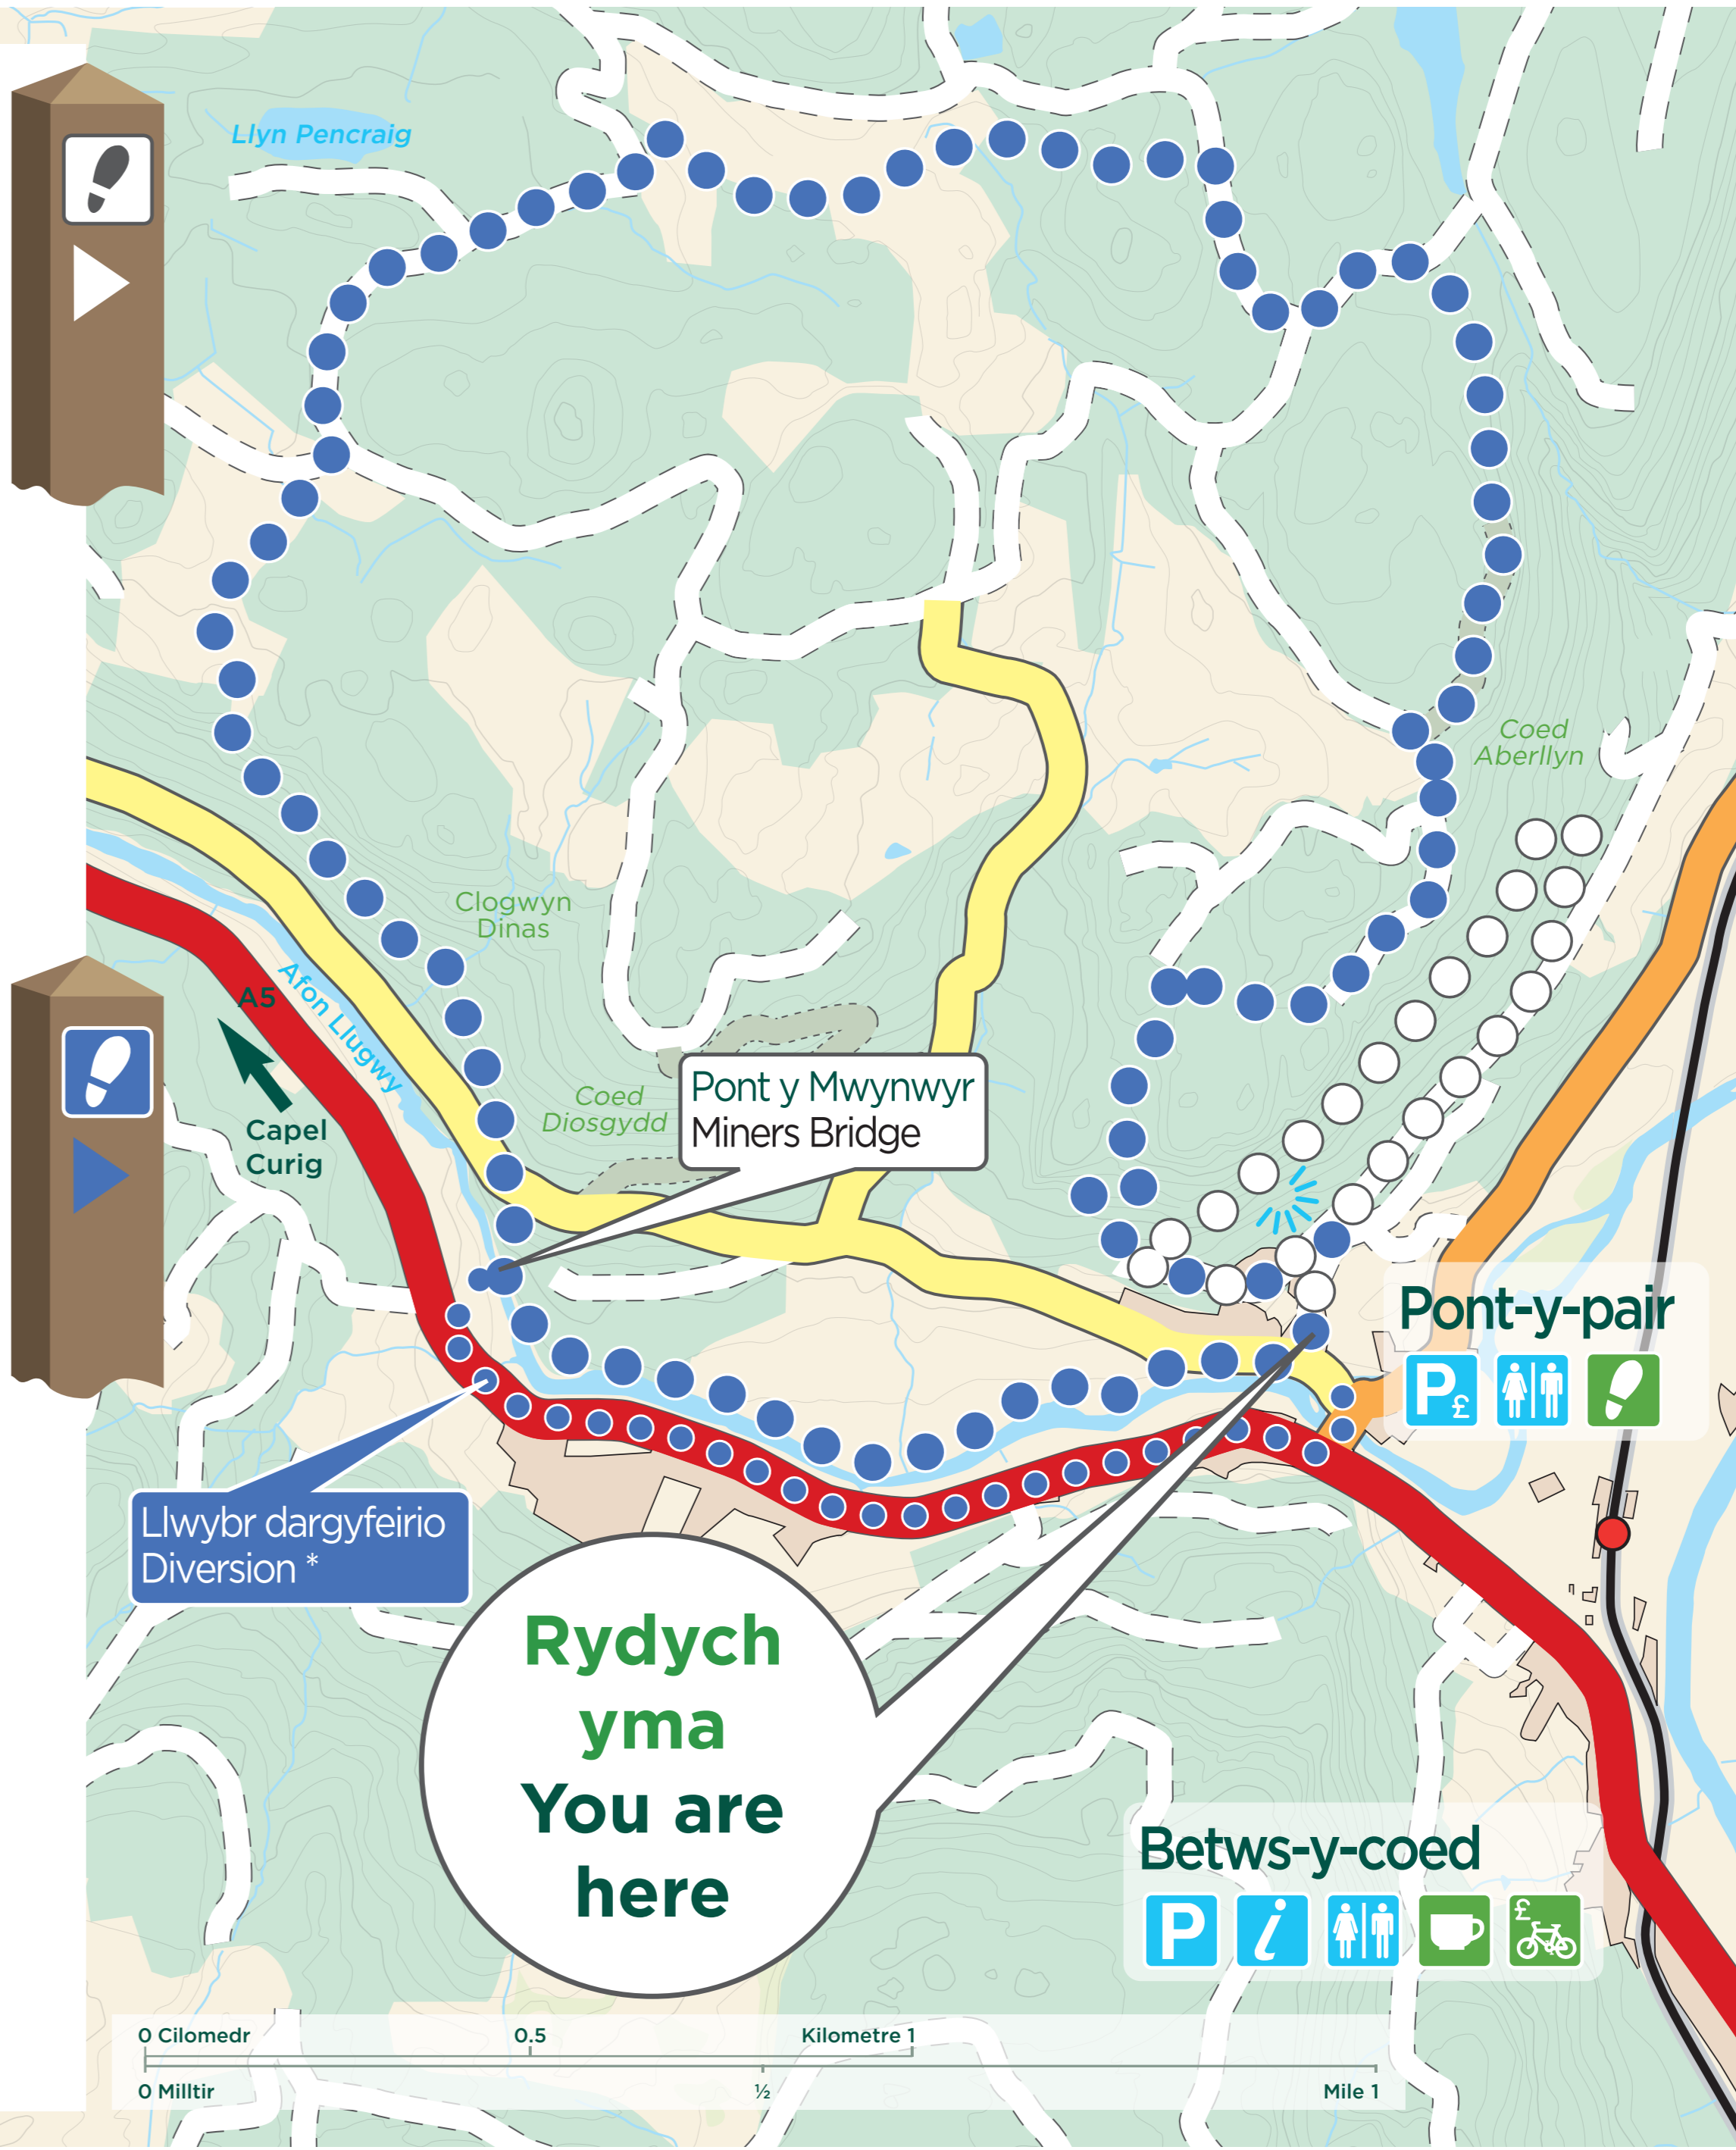 Llyn Pencraig
Coed
Aberllyn
Clogwyn
Dinas
A5
Afon Llugwy
Capel
Curig
Coed
Diosgydd
Pont y Mwynwyr
Miners Bridge
Pont-y-pair
P£
Llwybr dargyfeirio
Diversion *
Rydych
yma
You are
here
Betws-y-coed
P
i
£
0 Cilomedr 0.5 Kilometre 1
0 Milltir ½ Mile 1